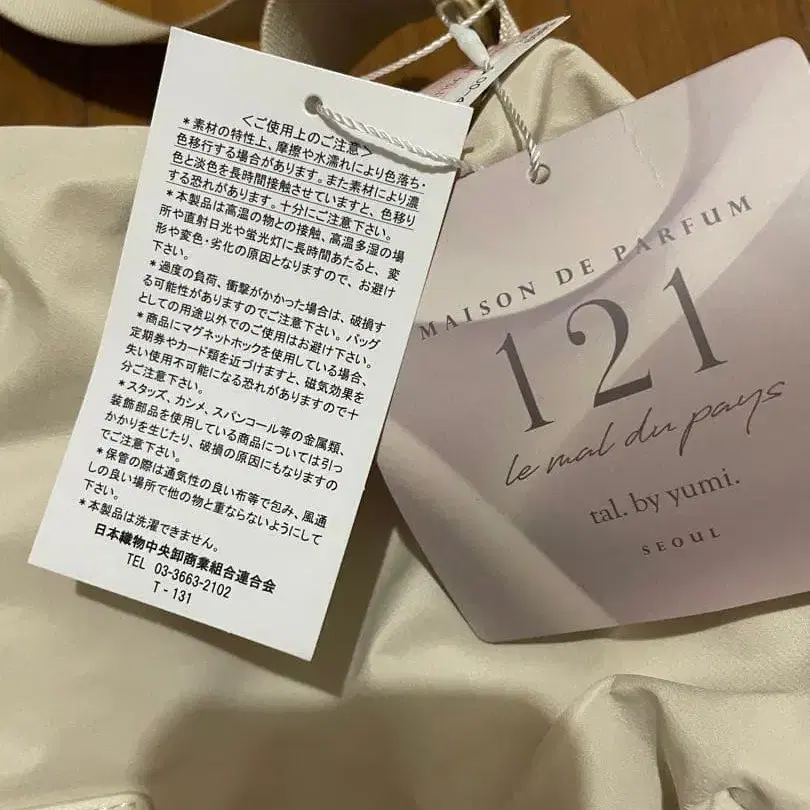 ＜ご使用上のご注意＞
＊素材の特性上、摩擦や水濡れにより色落ち・
色移行する場合があります。また素材により濃
色と淡色を長時間接触させていますと、色移り
する恐れがあります。十分にご注意下さい。
＊本製品は高温の物との接触、高温多湿の場
所や直射日光や蛍光灯に長時間あたると、変
形や変色・劣化の原因となりますので、お避け
下さい。
＊過度の負荷、衝撃がかかった場合は、破損す
る可能性がありますのでご注意下さい。バッグ
としての用途以外でのご使用はお避け下さい。
＊商品にマグネットホックを使用している場合、
定期券やカード類を近づけますと、磁気効果を
失い使用不可能になる恐れがありますので十
分ご注意下さい。
＊スタッズ、カシメ、スパンコール等の金属類、
装飾部品を使用している商品については引っ
かかりを生じたり、破損の原因にもなりますの
でご注意下さい。
＊保管の際は通気性の良い布等で包み、風通
しの良い場所で他の物と重ならないようにして
下さい。
＊本製品は洗濯できません。
日本織物中央卸商業組合連合会
TEL 03-3663-2102
T - 131
MAISON DE PARFUM
121
le mal du pays
tal. by yumi.
SEOUL